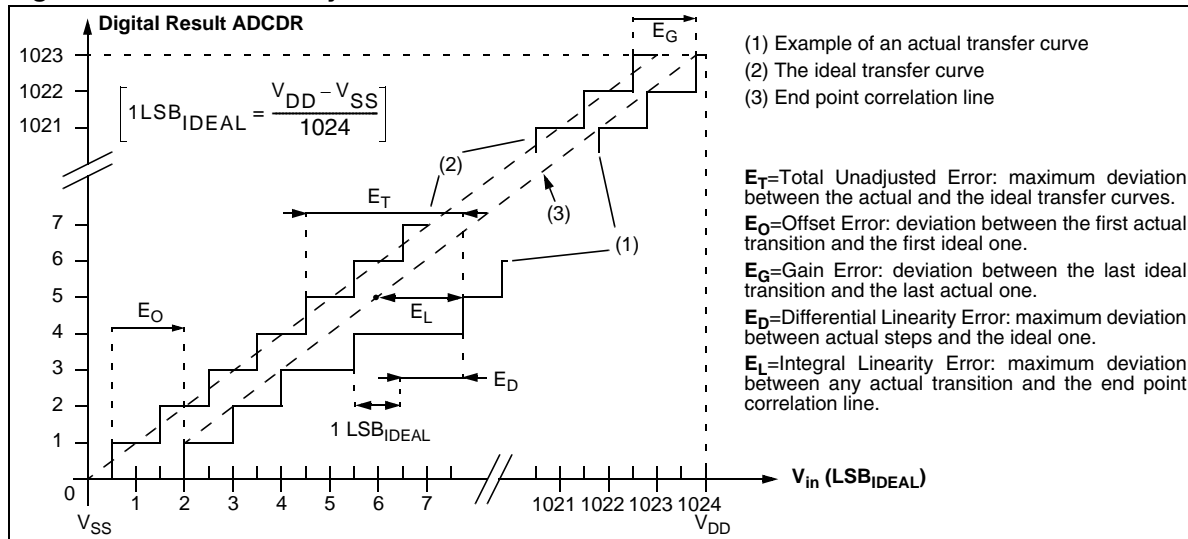 Digital Result ADCDR
E_G
1023
1022
1021
[1LSB_IDEAL = (V_DD – V_SS) / 1024]
(1) Example of an actual transfer curve
(2) The ideal transfer curve
(3) End point correlation line
(2)
E_T
(3)
(1)
7
6
5
4
3
2
1
0
E_O
E_L
E_D
1 LSB_IDEAL
E_T=Total Unadjusted Error: maximum deviation
between the actual and the ideal transfer curves.
E_O=Offset Error: deviation between the first actual
transition and the first ideal one.
E_G=Gain Error: deviation between the last ideal
transition and the last actual one.
E_D=Differential Linearity Error: maximum deviation
between actual steps and the ideal one.
E_L=Integral Linearity Error: maximum deviation
between any actual transition and the end point
correlation line.
1 2 3 4 5 6 7 1021 1022 1023 1024
V_in (LSB_IDEAL)
V_SS
V_DD